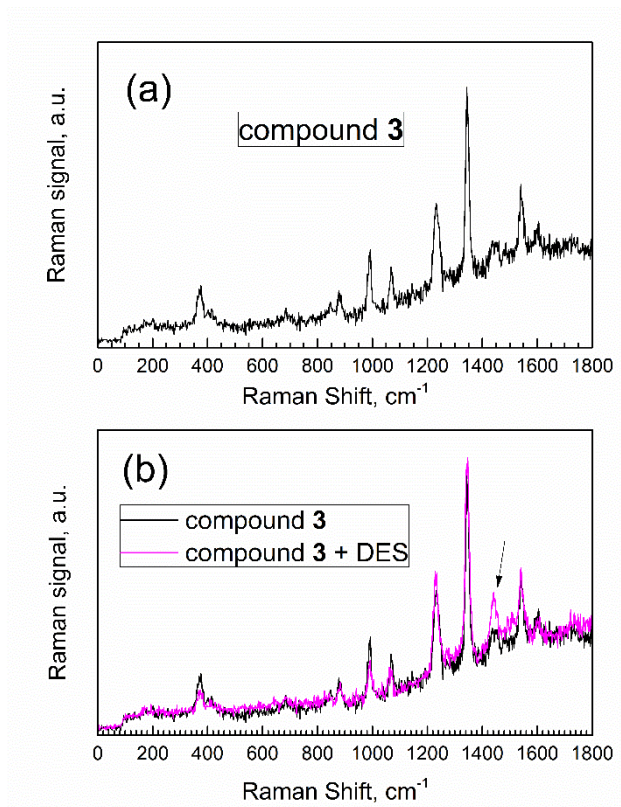 (a)
compound 3
Raman signal, a.u.
0 200 400 600 800 1000 1200 1400 1600 1800
Raman Shift, cm-1
(b)
compound 3
compound 3 + DES
Raman signal, a.u.
0 200 400 600 800 1000 1200 1400 1600 1800
Raman Shift, cm-1